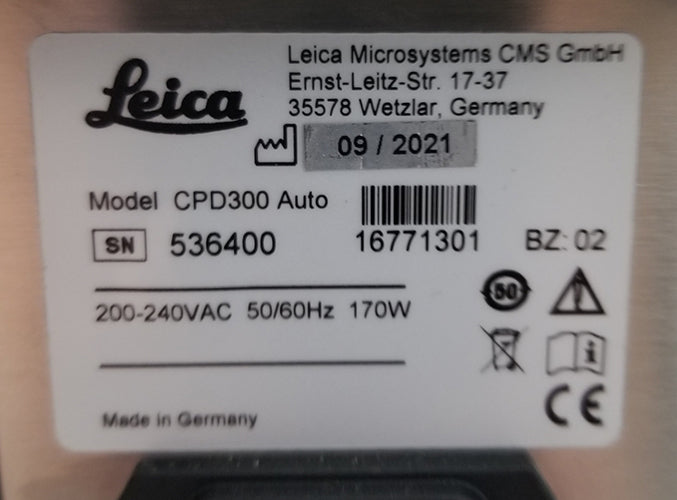 Leica
Leica Microsystems CMS GmbH
Ernst-Leitz-Str. 17-37
35578 Wetzlar, Germany
09 / 2021
Model CPD300 Auto
SN 536400 16771301 BZ: 02
200-240VAC 50/60Hz 170W
50
Made in Germany
CE